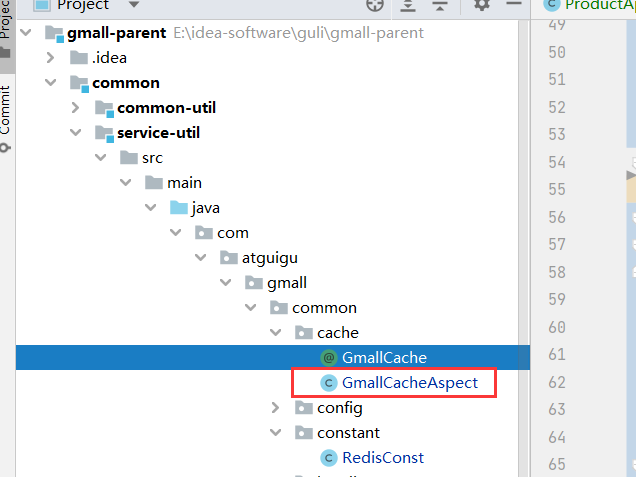 Project
Commit
Project
gmall-parent E:\idea-software\guli\gmall-parent
.idea
common
common-util
service-util
src
main
java
com
atguigu
gmall
common
cache
GmallCache
GmallCacheAspect
config
constant
RedisConst
ProductAp
49
50
51
52
53
54
55
56
57
58
59
60
61
62
63
64
65